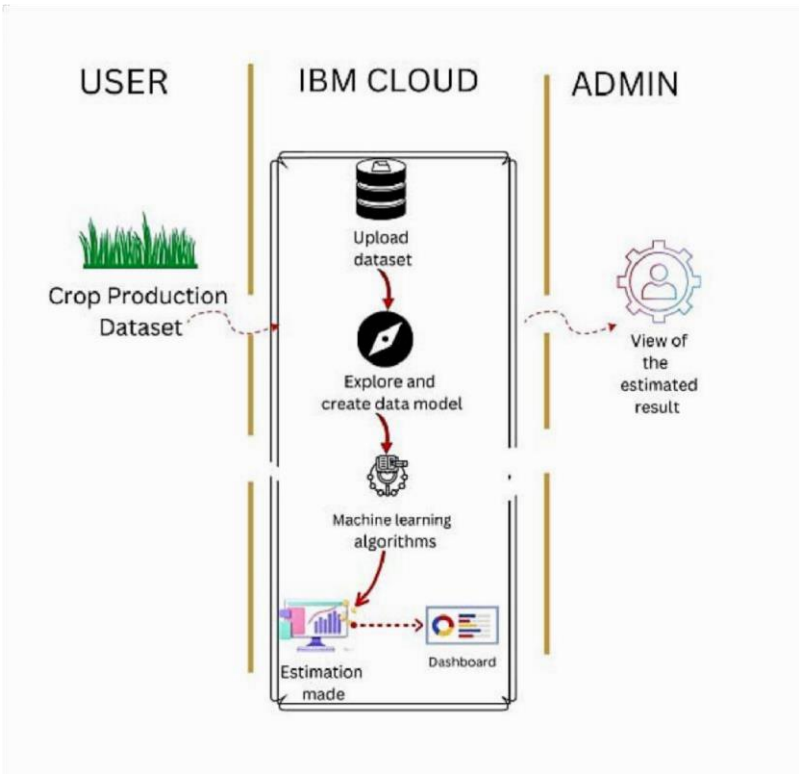 USER
IBM CLOUD
ADMIN
Crop Production
Dataset
Upload
dataset
Explore and
create data model
Machine learning
algorithms
Estimation
made
Dashboard
View of
the
estimated
result